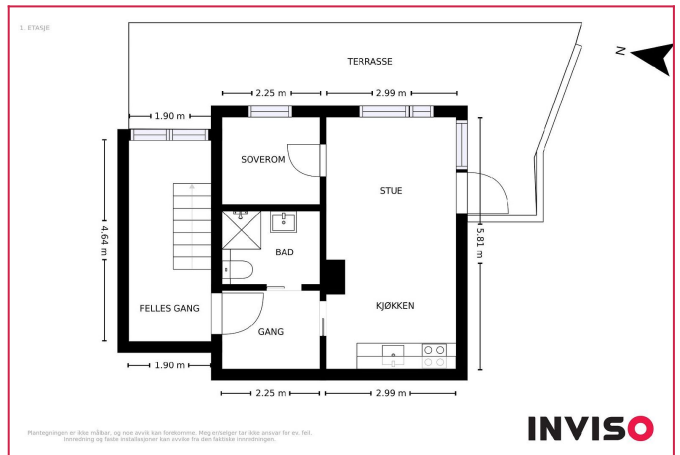 1. ETASJE
TERRASSE
N
2.25 m
2.99 m
1.90 m
SOVEROM
STUE
4.64 m
5.81 m
BAD
FELLES GANG
GANG
KJØKKEN
1.90 m
2.25 m
2.99 m
Plantegningen er ikke målbar, og noe avvik kan forekomme. Megler/selger tar ikke ansvar for ev. feil.
Innredning og faste installasjoner kan avvike fra den faktiske innredningen.
INVISO